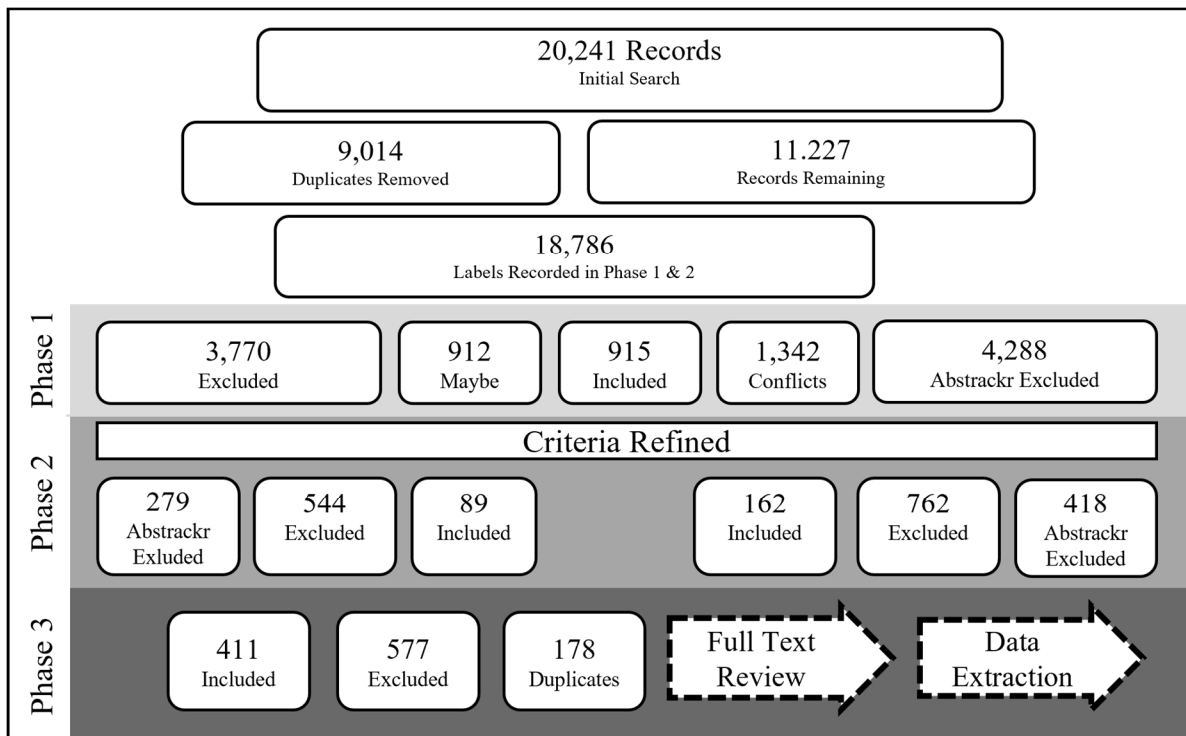 20,241 Records
Initial Search
9,014
Duplicates Removed
11.227
Records Remaining
18,786
Labels Recorded in Phase 1 & 2
Phase 1
3,770
Excluded
912
Maybe
915
Included
1,342
Conflicts
4,288
Abstrackr Excluded
Phase 2
Criteria Refined
279
Abstrackr
Exluded
544
Excluded
89
Included
162
Included
762
Excluded
418
Abstrackr
Excluded
Phase 3
411
Included
577
Excluded
178
Duplicates
Full Text
Review
Data
Extraction